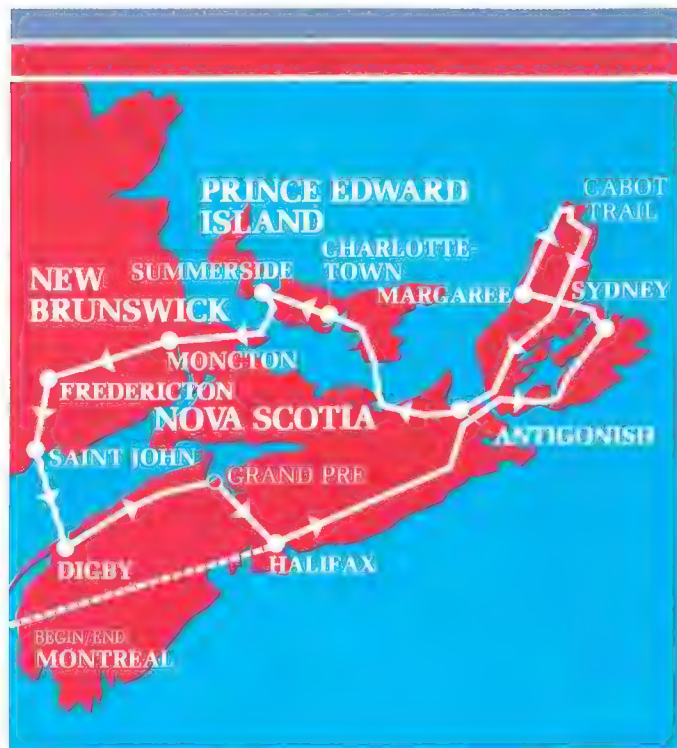 PRINCE EDWARD
ISLAND
CABOT
TRAIL
CHARLOTTE-
TOWN
SUMMERSIDE
MARGAREE
SYDNEY
NEW
BRUNSWICK
MONCTON
FREDERICTON
NOVA SCOTIA
ANTIGONISH
SAINT JOHN
GRAND PRE
DIGBY
HALIFAX
BEGIN/END
MONTREAL